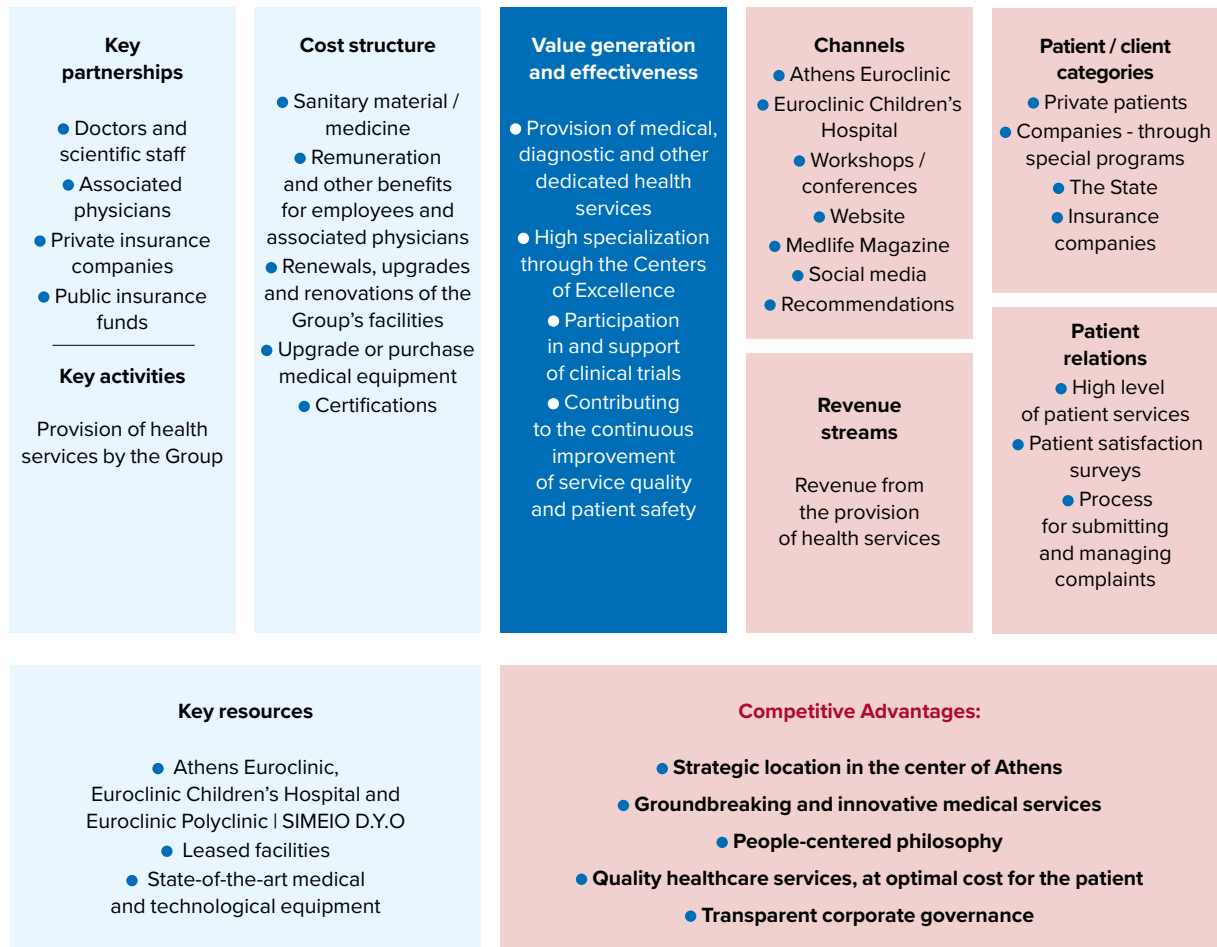 Key
partnerships
● Doctors and
scientific staff
● Associated
physicians
● Private insurance
companies
● Public insurance
funds
Key activities
Provision of health
services by the Group
Cost structure
● Sanitary material /
medicine
● Remuneration
and other benefits
for employees and
associated physicians
● Renewals, upgrades
and renovations of the
Group’s facilities
● Upgrade or purchase
medical equipment
● Certifications
Value generation
and effectiveness
● Provision of medical,
diagnostic and other
dedicated health
services
● High specialization
through the Centers
of Excellence
● Participation
in and support
of clinical trials
● Contributing
to the continuous
improvement
of service quality
and patient safety
Channels
● Athens Euroclinic
● Euroclinic Children’s
Hospital
● Workshops /
conferences
● Website
● Medlife Magazine
● Social media
● Recommendations
Revenue
streams
Revenue from
the provision
of health services
Patient / client
categories
● Private patients
● Companies - through
special programs
● The State
● Insurance
companies
Patient
relations
● High level
of patient services
● Patient satisfaction
surveys
● Process
for submitting
and managing
complaints
Key resources
● Athens Euroclinic,
Euroclinic Children’s Hospital and
Euroclinic Polyclinic | SIMEIO D.Y.O
● Leased facilities
● State-of-the-art medical
and technological equipment
Competitive Advantages:
● Strategic location in the center of Athens
● Groundbreaking and innovative medical services
● People-centered philosophy
● Quality healthcare services, at optimal cost for the patient
● Transparent corporate governance